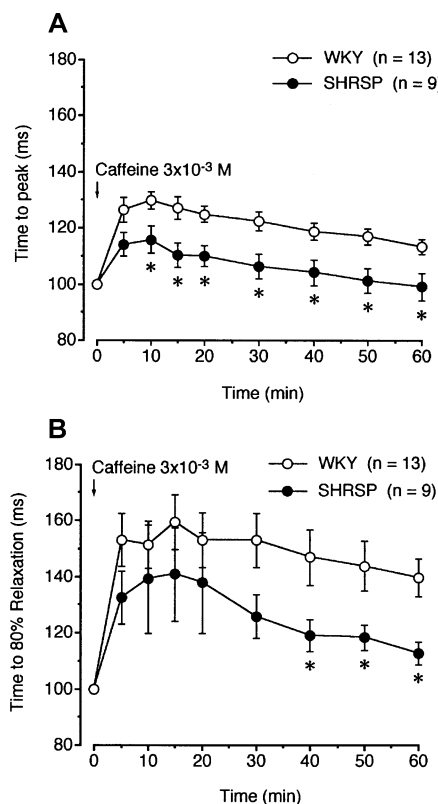 A
WKY (n = 13)
SHRSP (n = 9)
180
160
140
120
100
80
Time to peak (ms)
Caffeine 3x10-3 M
* * * * * * *
0 10 20 30 40 50 60
Time (min)
B
WKY (n = 13)
SHRSP (n = 9)
180
160
140
120
100
80
Time to 80% Relaxation (ms)
Caffeine 3x10-3 M
* * *
0 10 20 30 40 50 60
Time (min)